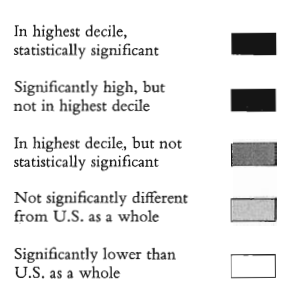 In highest decile,
statistically significant
Significantly high, but
not in highest decile
In highest decile, but not
statistically significant
Not significantly different
from U.S. as a whole
Significantly lower than
U.S. as a whole